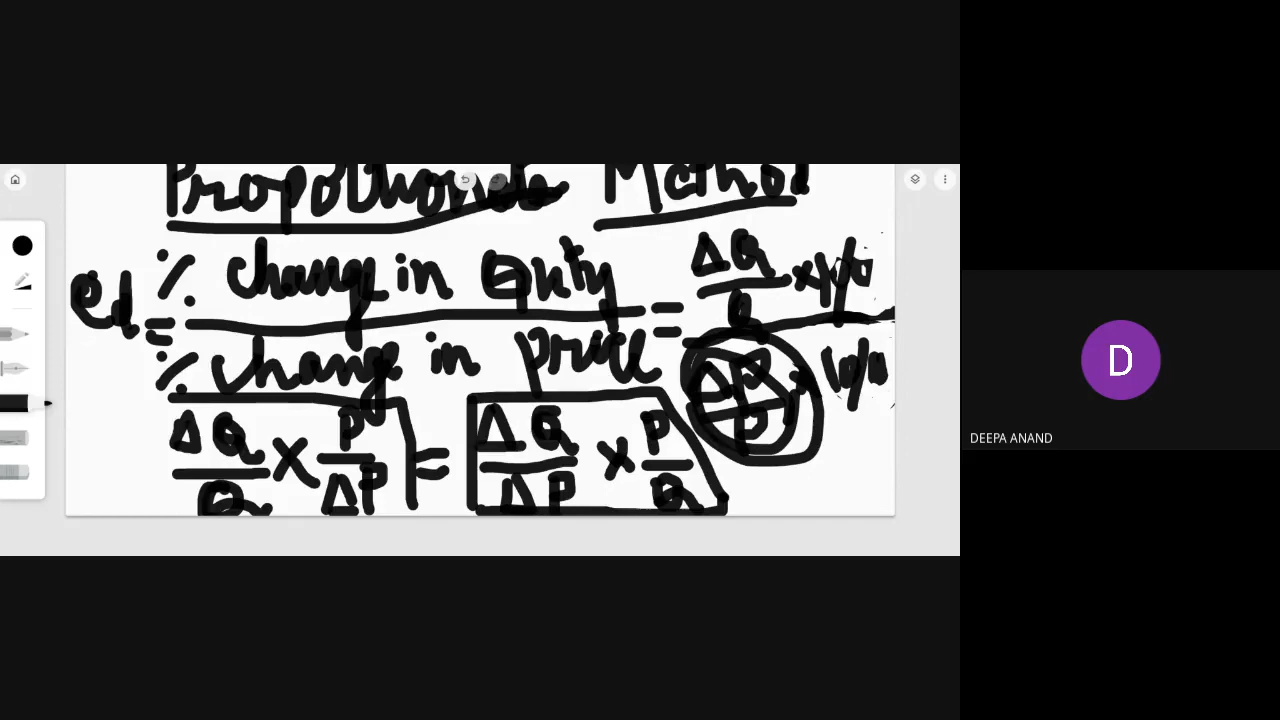 Proportionate Method
ed = % change in Qnty / % change in price = ΔQ/Q × 100 / ΔP/P × 100
ΔQ/Q × P/ΔP = ΔQ/ΔP × P/Q
D
DEEPA ANAND